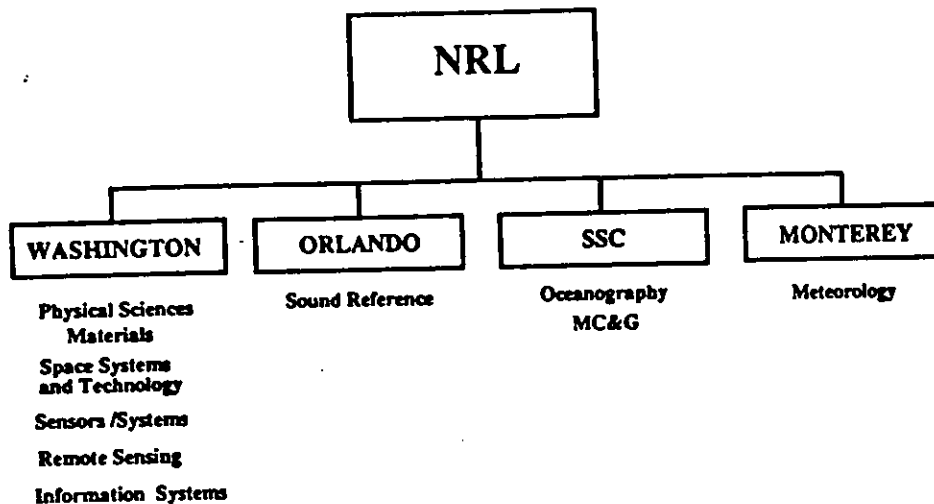 NRL
WASHINGTON
ORLANDO
SSC
MONTEREY
Physical Sciences
Materials
Space Systems
and Technology
Sensors /Systems
Remote Sensing
Information Systems
Sound Reference
Oceanography
MC&G
Meteorology